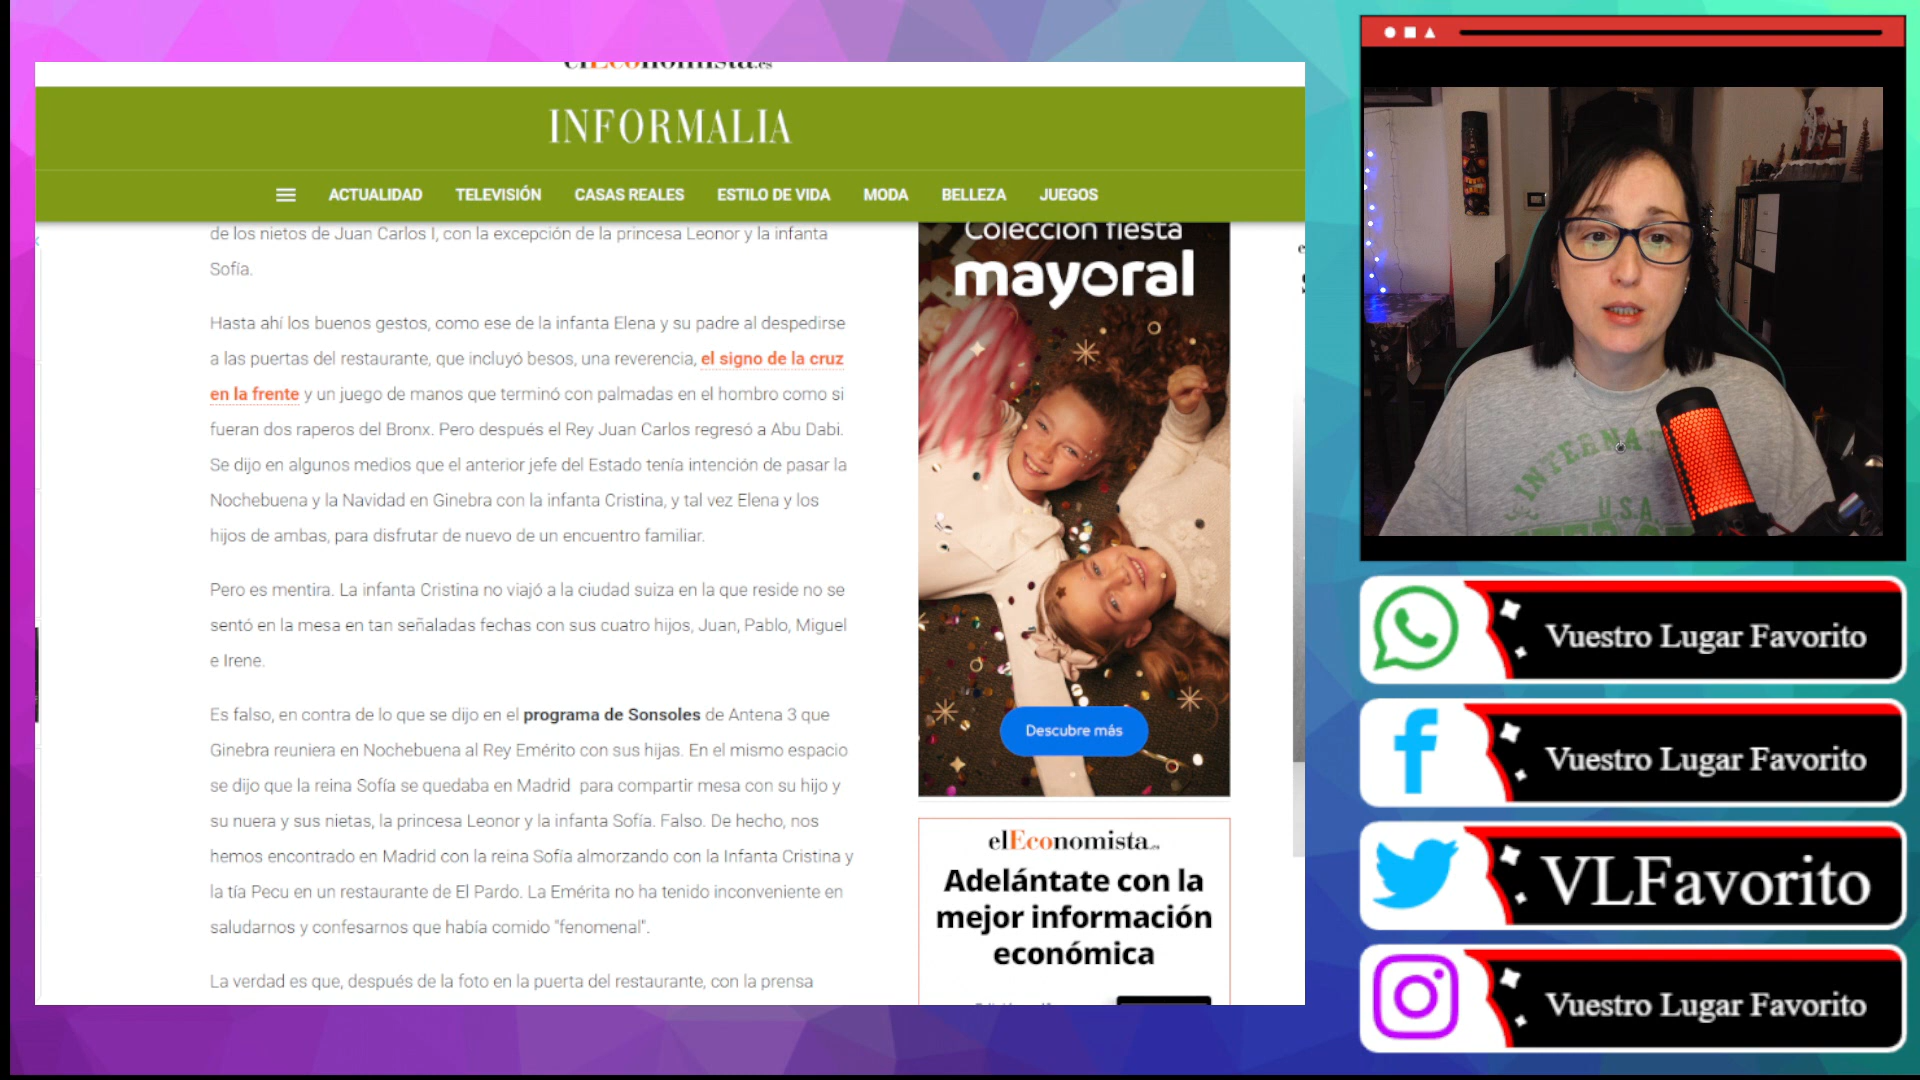 elEconomista.es
INFORMALIA
ACTUALIDAD TELEVISIÓN CASAS REALES ESTILO DE VIDA MODA BELLEZA JUEGOS
de los nietos de Juan Carlos I, con la excepción de la princesa Leonor y la infanta
Sofía.
Hasta ahí los buenos gestos, como ese de la infanta Elena y su padre al despedirse
a las puertas del restaurante, que incluyó besos, una reverencia, el signo de la cruz
en la frente y un juego de manos que terminó con palmadas en el hombro como si
fueran dos raperos del Bronx. Pero después el Rey Juan Carlos regresó a Abu Dabi.
Se dijo en algunos medios que el anterior jefe del Estado tenía intención de pasar la
Nochebuena y la Navidad en Ginebra con la infanta Cristina, y tal vez Elena y los
hijos de ambas, para disfrutar de nuevo de un encuentro familiar.
Pero es mentira. La infanta Cristina no viajó a la ciudad suiza en la que reside no se
sentó en la mesa en tan señaladas fechas con sus cuatro hijos, Juan, Pablo, Miguel
e Irene.
Es falso, en contra de lo que se dijo en el programa de Sonsoles de Antena 3 que
Ginebra reuniera en Nochebuena al Rey Emérito con sus hijas. En el mismo espacio
se dijo que la reina Sofía se quedaba en Madrid para compartir mesa con su hijo y
su nuera y sus nietas, la princesa Leonor y la infanta Sofía. Falso. De hecho, nos
hemos encontrado en Madrid con la reina Sofía almorzando con la Infanta Cristina y
la tía Pecu en un restaurante de El Pardo. La Emérita no ha tenido inconveniente en
saludarnos y confesarnos que había comido "fenomenal".
La verdad es que, después de la foto en la puerta del restaurante, con la prensa
Colección fiesta
mayoral
Descubre más
elEconomista.es
Adelántate con la
mejor información
económica
U.S.A
Vuestro Lugar Favorito
Vuestro Lugar Favorito
VLFavorito
Vuestro Lugar Favorito